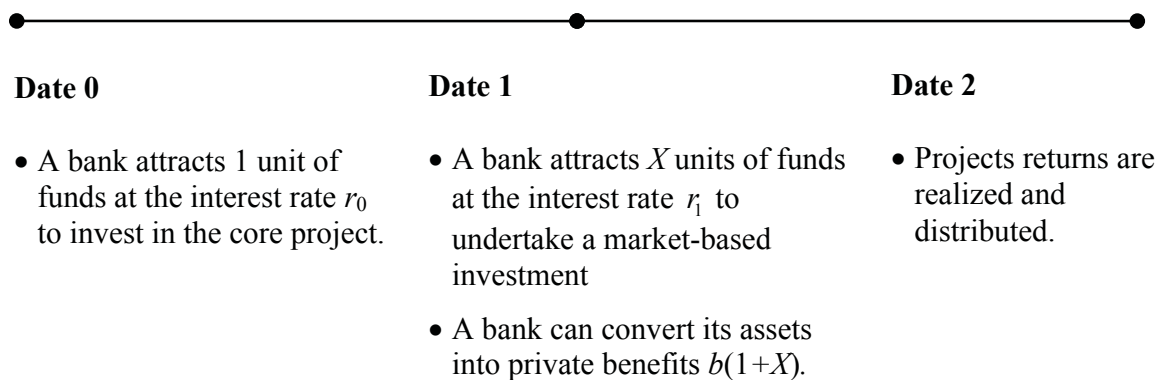 Date 0
• A bank attracts 1 unit of
funds at the interest rate r₀
to invest in the core project.
Date 1
• A bank attracts X units of funds
at the interest rate r₁ to
undertake a market-based
investment
• A bank can convert its assets
into private benefits b(1+X).
Date 2
• Projects returns are
realized and
distributed.